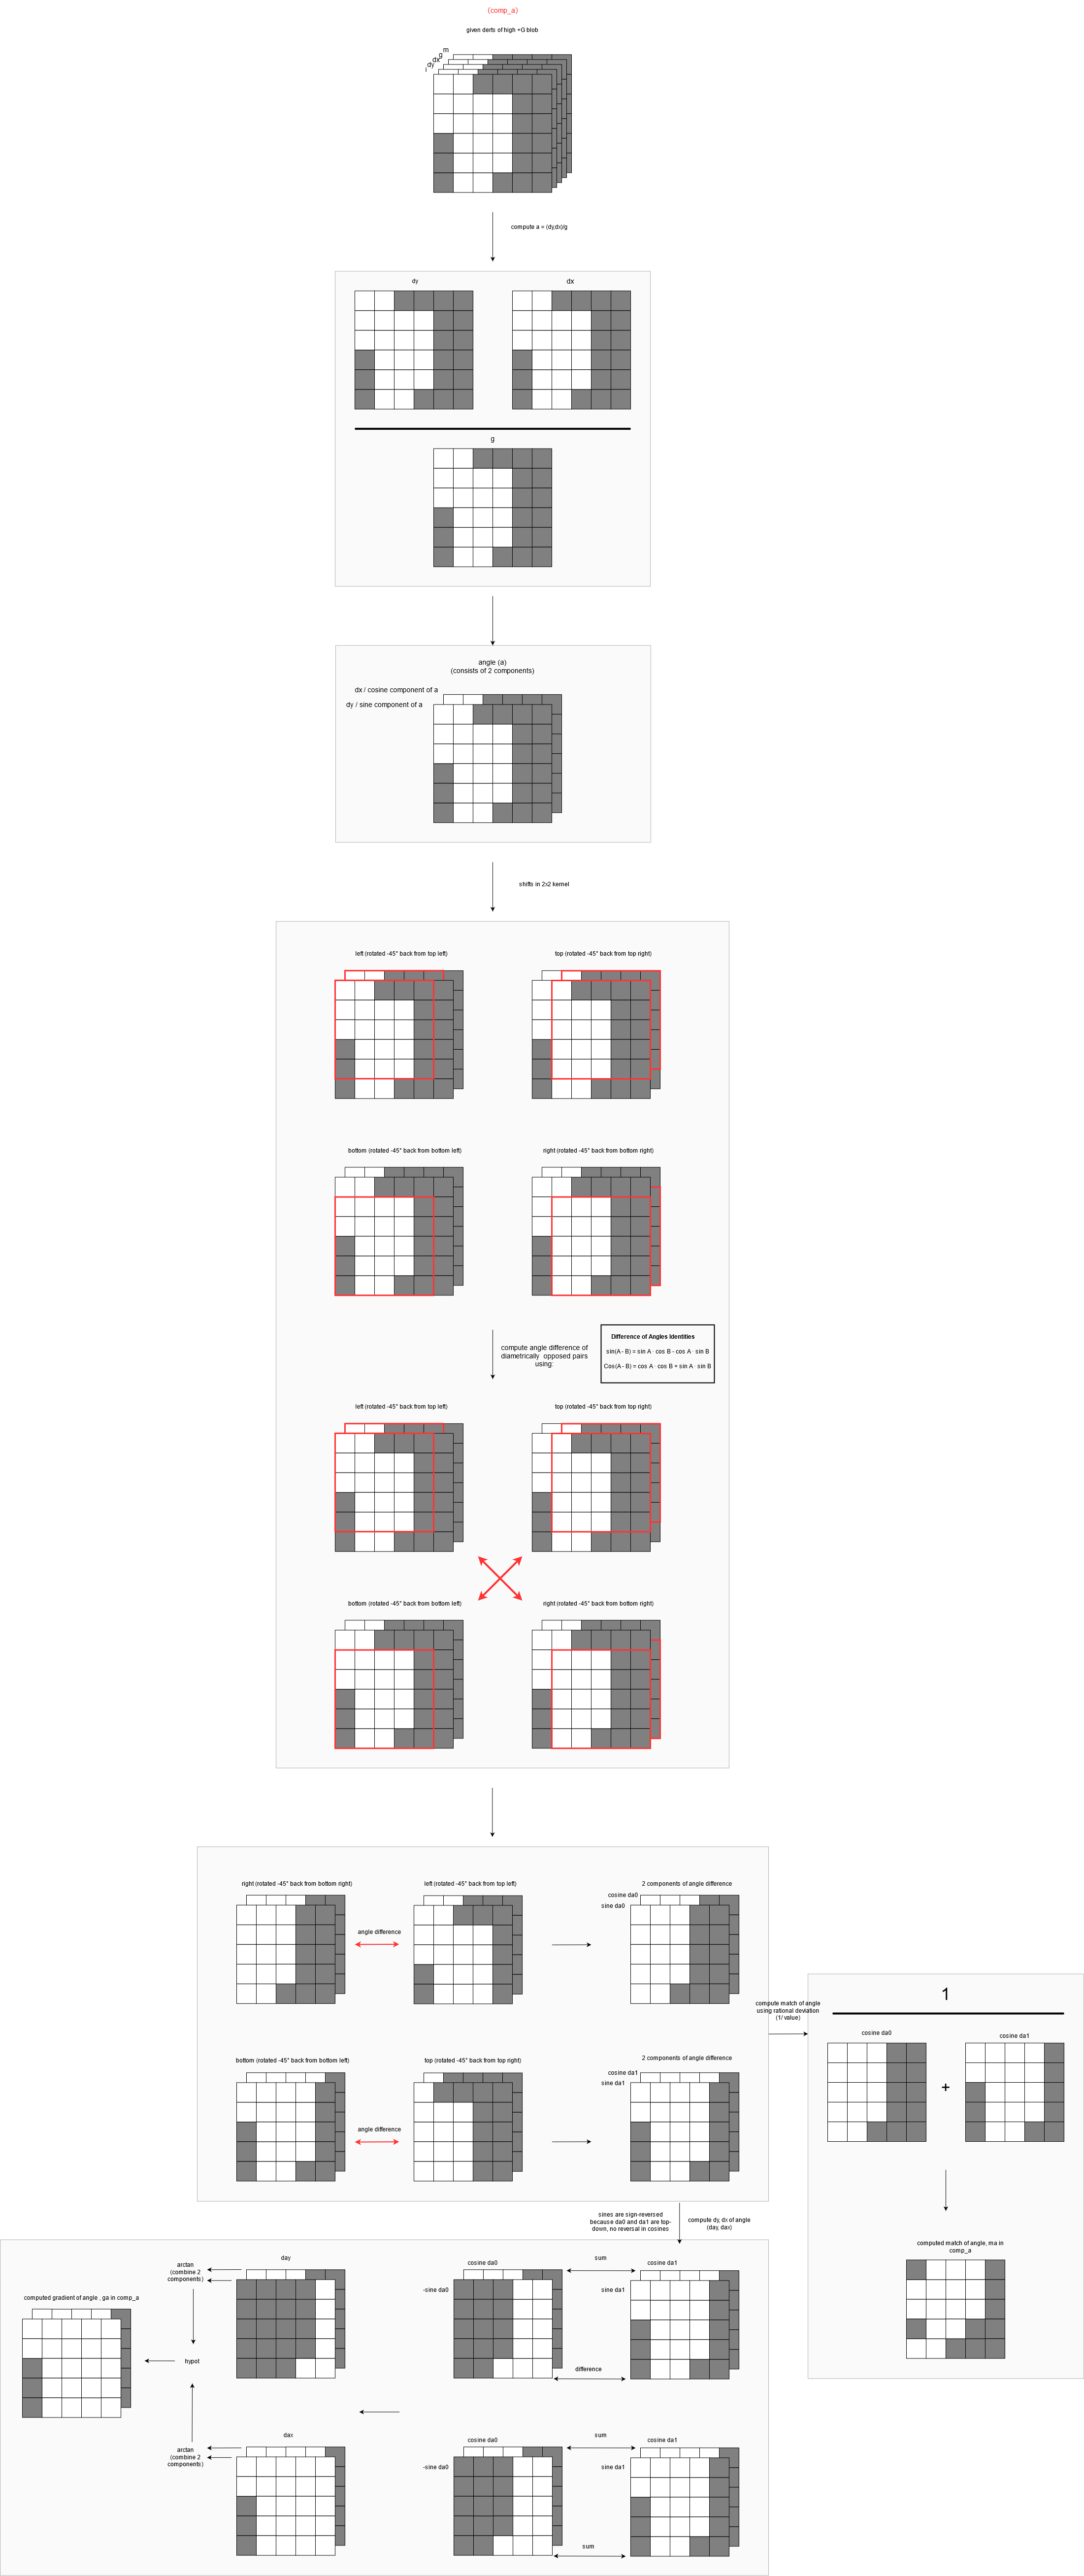 (comp_a)
given derts of high +G blob
m
g
dx
dy
i
compute a = (dy,dx)/g
dy
dx
g
angle (a)
(consists of 2 components)
dx / cosine component of a
dy / sine component of a
shifts in 2x2 kernel
left (rotated -45° back from top left)
top (rotated -45° back from top right)
bottom (rotated -45° back from bottom left)
right (rotated -45° back from bottom right)
compute angle difference of
diametrically opposed pairs
using:
Difference of Angles Identities
sin(A - B) = sin A · cos B - cos A · sin B
Cos(A - B) = cos A · cos B + sin A · sin B
left (rotated -45° back from top left)
top (rotated -45° back from top right)
bottom (rotated -45° back from bottom left)
right (rotated -45° back from bottom right)
right (rotated -45° back from bottom right)
left (rotated -45° back from top left)
2 components of angle difference
cosine da0
sine da0
angle difference
bottom (rotated -45° back from bottom left)
top (rotated -45° back from top right)
2 components of angle difference
cosine da1
sine da1
angle difference
compute match of angle
using rational deviation
(1/ value)
1
cosine da0
cosine da1
+
computed match of angle, ma in
comp_a
sines are sign-reversed
because da0 and da1 are top-
down, no reversal in cosines
compute dy, dx of angle
(day, dax)
day
cosine da0
sum
cosine da1
-sine da0
sine da1
difference
arctan
(combine 2
components)
computed gradient of angle , ga in comp_a
hypot
dax
cosine da0
sum
cosine da1
-sine da0
sine da1
sum
arctan
(combine 2
components)